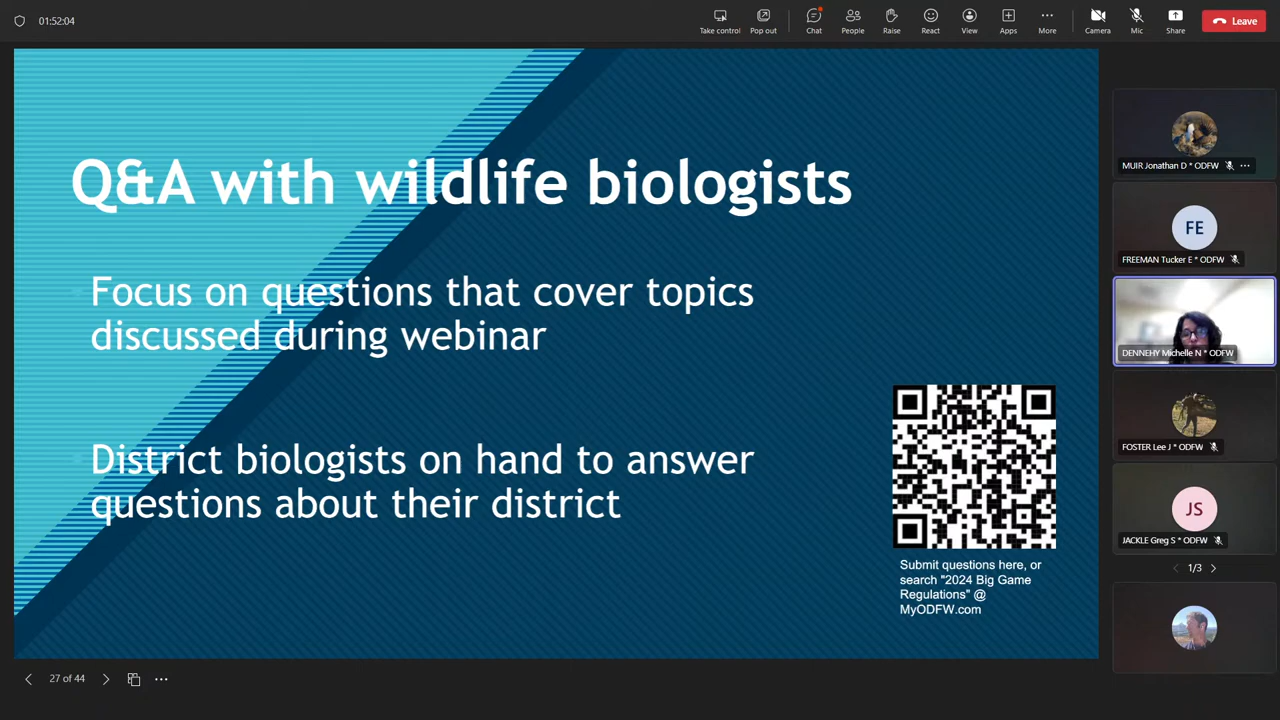 01:52:04
Take control
Pop out
Chat
People
Raise
React
View
Apps
More
Camera
Mic
Share
Leave
Q&A with wildlife biologists
Focus on questions that cover topics
discussed during webinar
District biologists on hand to answer
questions about their district
Submit questions here, or
search "2024 Big Game
Regulations" @
MyODFW.com
MUIR Jonathan D * ODFW
FE
FREEMAN Tucker E * ODFW
DENNEHY Michelle N * ODFW
FOSTER Lee J * ODFW
JS
JACKLE Greg S * ODFW
1/3
27 of 44